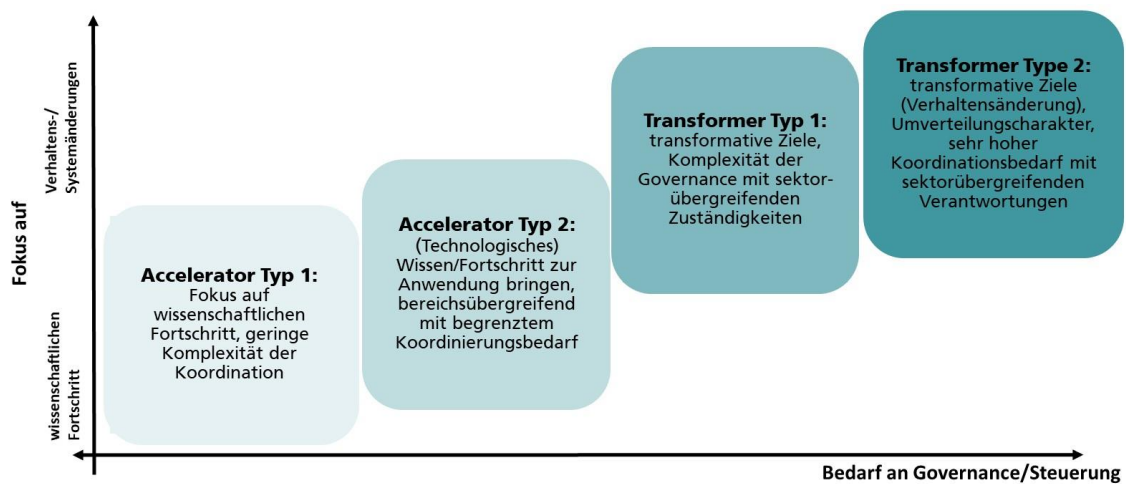 Fokus auf
Verhaltens-/
Systemänderungen
wissenschaftlichen
Fortschritt
Accelerator Typ 1:
Fokus auf
wissenschaftlichen
Fortschritt, geringe
Komplexität der
Koordination
Accelerator Typ 2:
(Technologisches)
Wissen/Fortschritt zur
Anwendung bringen,
bereichsübergreifend
mit begrenztem
Koordinierungsbedarf
Transformer Typ 1:
transformative Ziele,
Komplexität der
Governance mit sektor-
übergreifenden
Zuständigkeiten
Transformer Type 2:
transformative Ziele
(Verhaltensänderung),
Umverteilungscharakter,
sehr hoher
Koordinationsbedarf mit
sektorübergreifenden
Verantwortungen
Bedarf an Governance/Steuerung